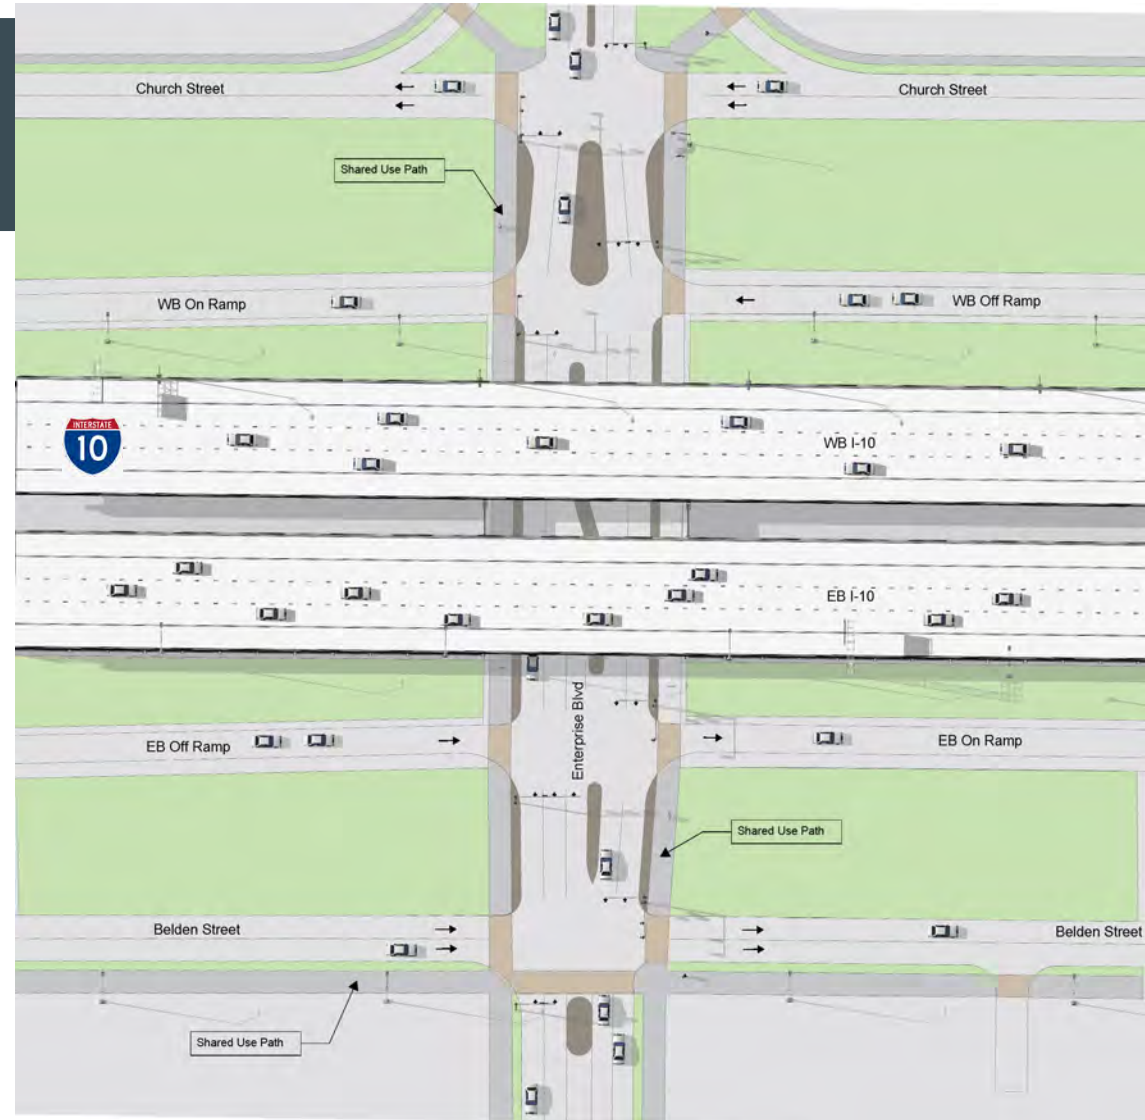 Church Street
Church Street
Shared Use Path
WB On Ramp
WB Off Ramp
INTERSTATE
10
WB I-10
EB I-10
Enterprise Blvd
EB Off Ramp
EB On Ramp
Shared Use Path
Belden Street
Belden Street
Shared Use Path